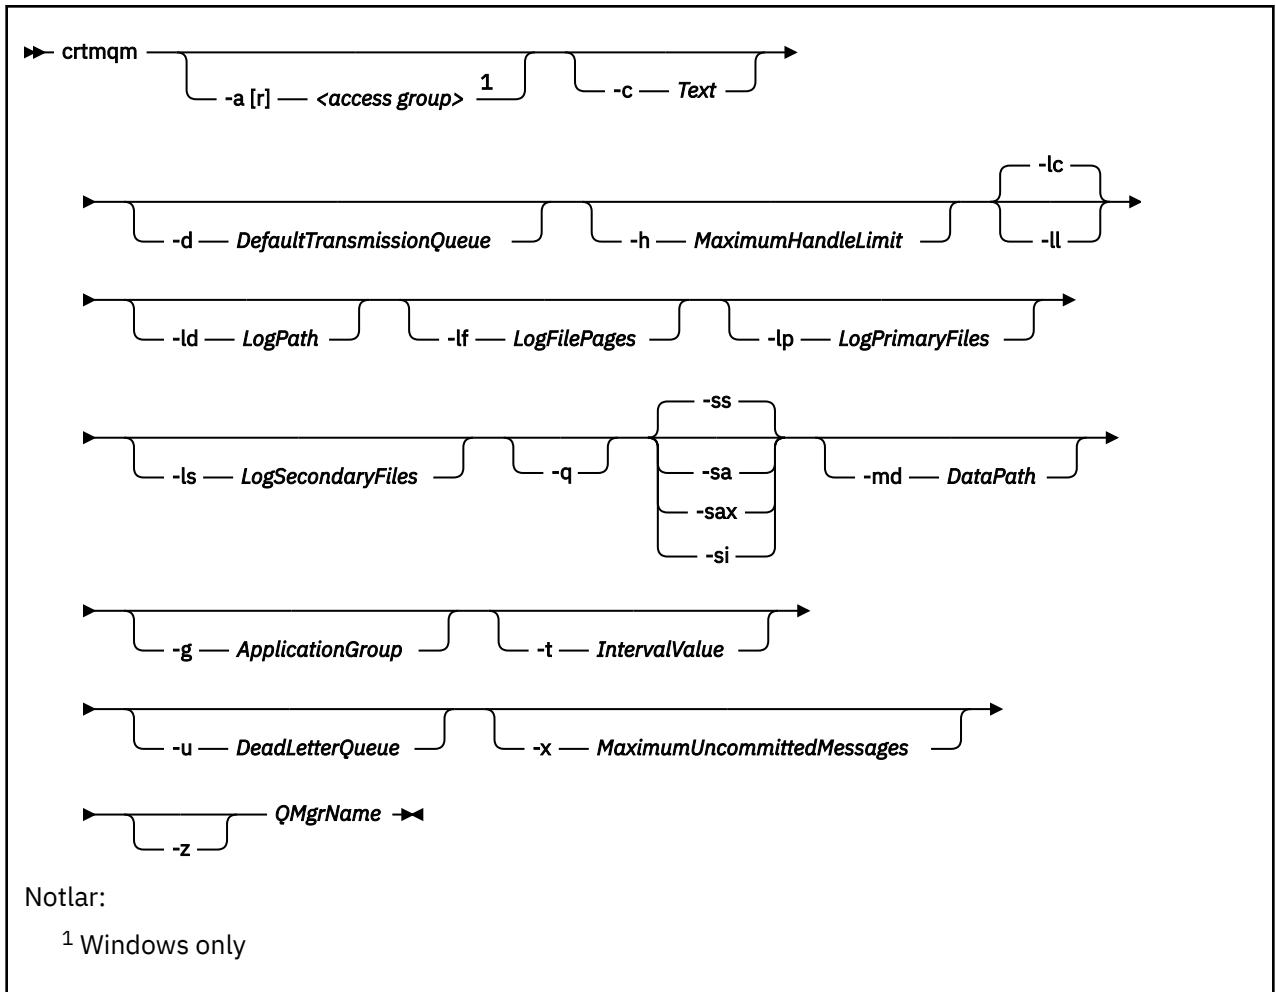 crtmqm
-a [r] <access group> 1
-c Text
-lc
-d DefaultTransmissionQueue -h MaximumHandleLimit -ll
-ld LogPath -lf LogFilePages -lp LogPrimaryFiles
-ss
-ls LogSecondaryFiles -q -sa -md DataPath
-sax
-si
-g ApplicationGroup -t IntervalValue
-u DeadLetterQueue -x MaximumUncommittedMessages
QMgrName
-z
Notlar:
1 Windows only